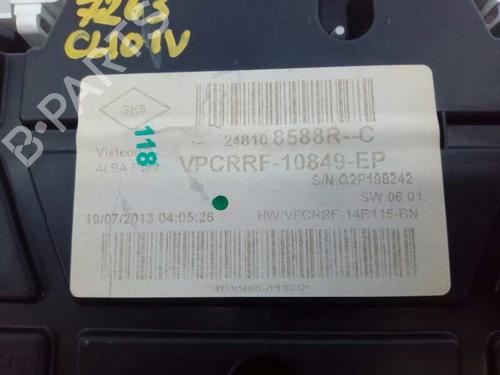 7263
CLIO IV
B-PARTS
GK5
118
248108588R--C
Visteon
ALBA Plant
VPCRRF-10849-EP
S/N:G2P198242
SW:06.01.
19/07/2013 04:05:26
HW:VPCRRF-14B115-BN